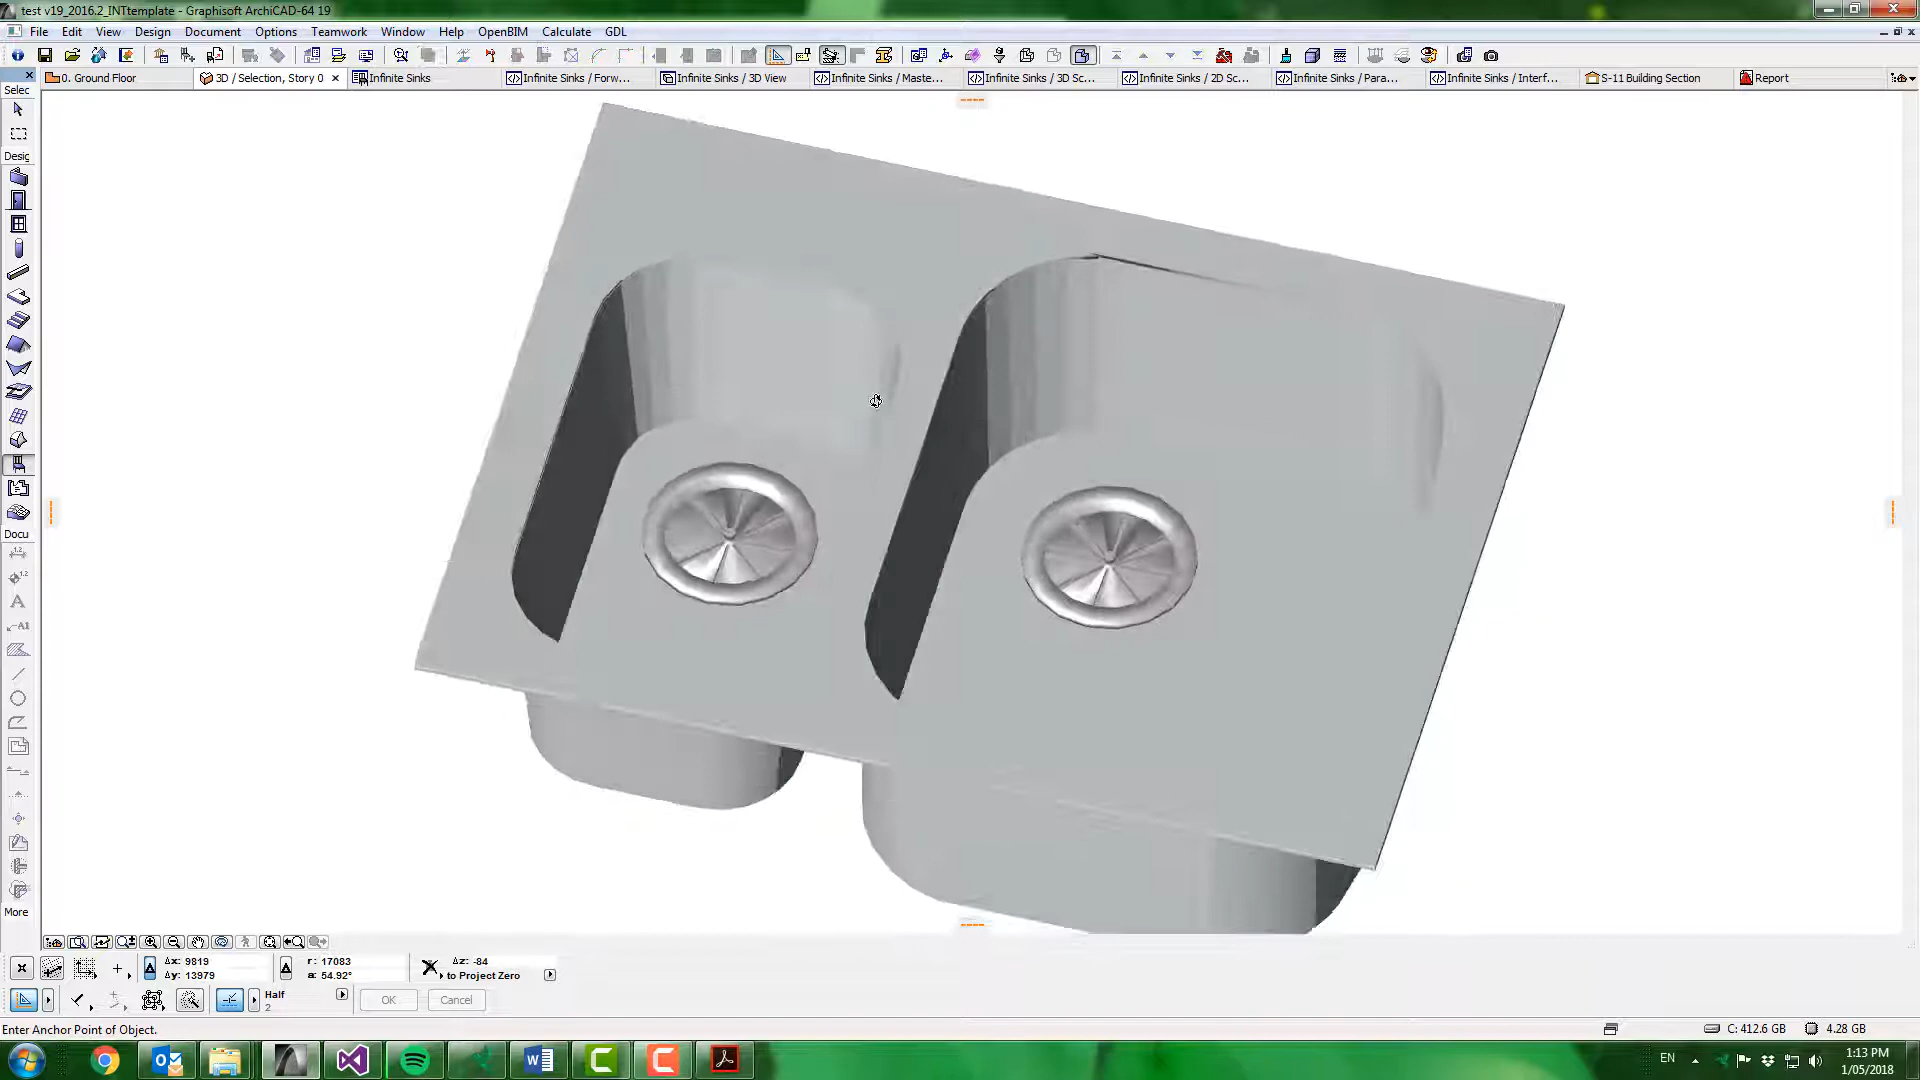 test v19_2016.2_INTtemplate - Graphisoft ArchiCAD-64 19
File Edit View Design Document Options Teamwork Window Help OpenBIM Calculate GDL
0. Ground Floor 3D / Selection, Story 0 Infinite Sinks Infinite Sinks / Forw... Infinite Sinks / 3D View Infinite Sinks / Maste... Infinite Sinks / 3D Sc... Infinite Sinks / 2D Sc... Infinite Sinks / Para... Infinite Sinks / Interf... S-11 Building Section Report
Selec
Desig
Docu
More
Δx: 9819
Δy: 13979
r: 17083
a: 54.92°
Δz: -84
to Project Zero
Half
2
OK
Cancel
Enter Anchor Point of Object.
C: 412.6 GB
4.28 GB
EN
1:13 PM
1/05/2018